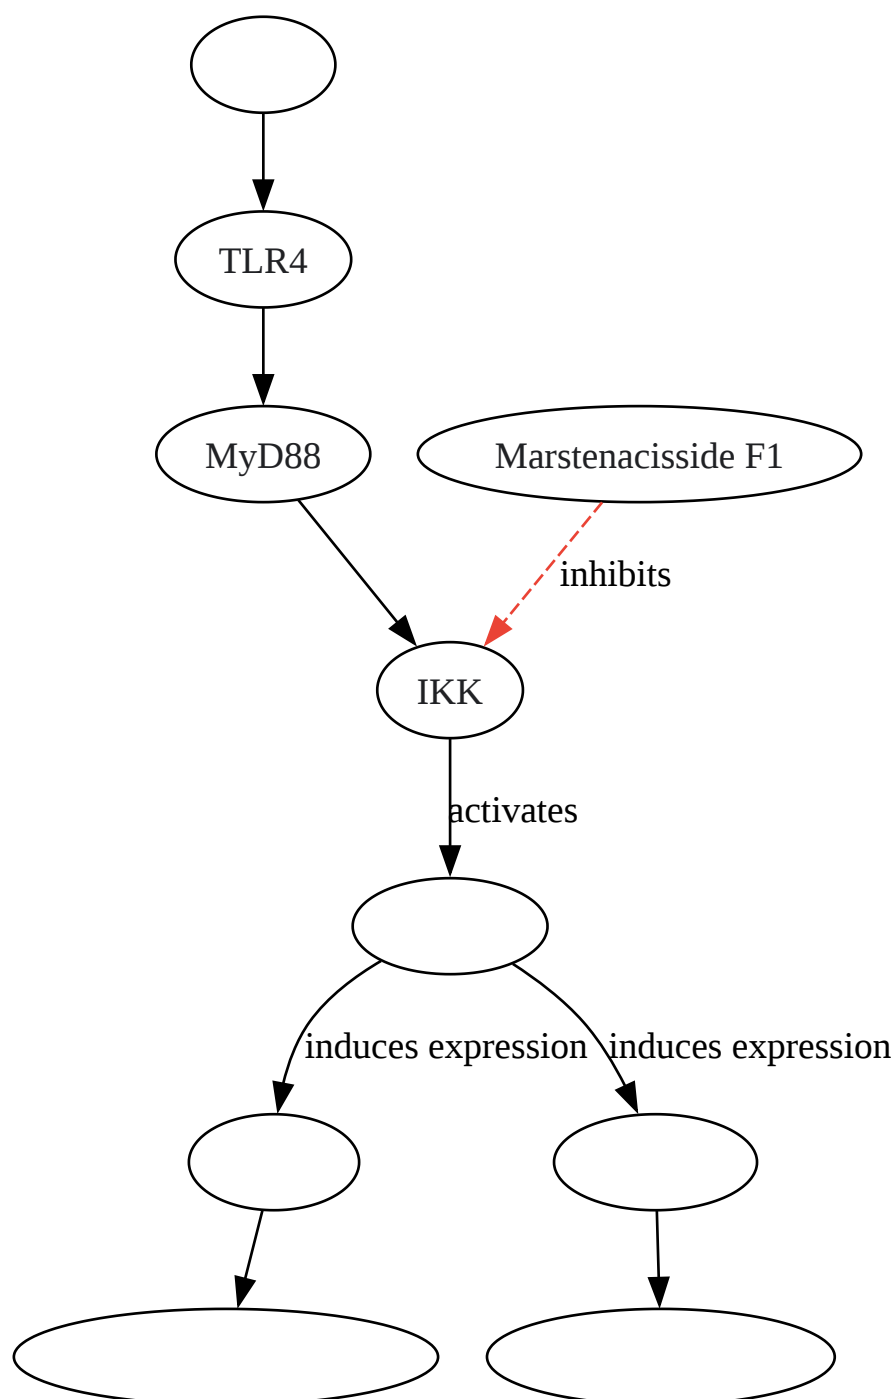 TLR4
MyD88
Marstenacisside F1
inhibits
IKK
activates
induces expression
induces expression